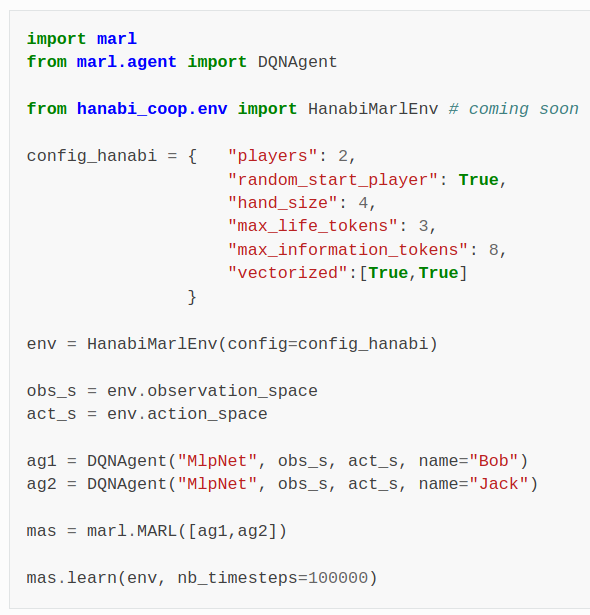 import marl
from marl.agent import DQNAgent
from hanabi_coop.env import HanabiMarlEnv # coming soon
config_hanabi = {   "players": 2,
                    "random_start_player": True,
                    "hand_size": 4,
                    "max_life_tokens": 3,
                    "max_information_tokens": 8,
                    "vectorized":[True,True]
                }
env = HanabiMarlEnv(config=config_hanabi)
obs_s = env.observation_space
act_s = env.action_space
ag1 = DQNAgent("MlpNet", obs_s, act_s, name="Bob")
ag2 = DQNAgent("MlpNet", obs_s, act_s, name="Jack")
mas = marl.MARL([ag1,ag2])
mas.learn(env, nb_timesteps=100000)